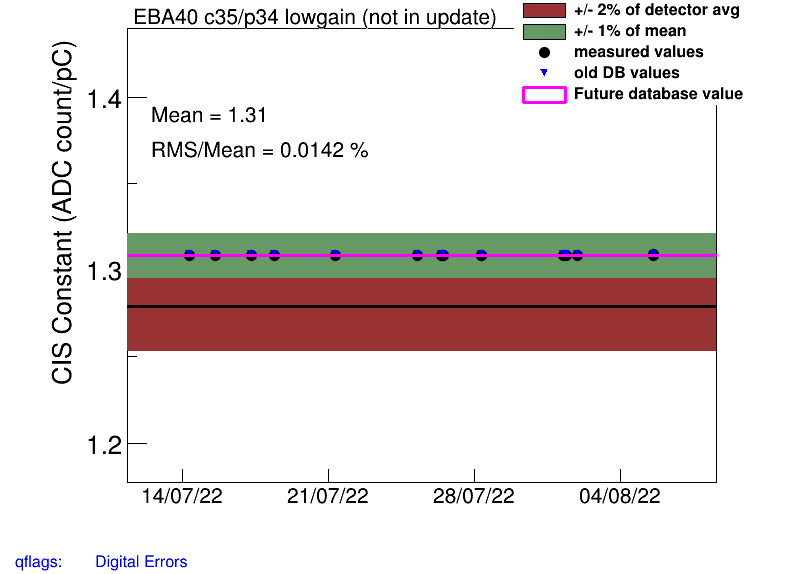 EBA40 c35/p34 lowgain (not in update)
+/- 2% of detector avg
+/- 1% of mean
measured values
old DB values
Future database value
Mean = 1.31
RMS/Mean = 0.0142 %
CIS Constant (ADC count/pC)
1.4
1.3
1.2
14/07/22 21/07/22 28/07/22 04/08/22
qflags: Digital Errors